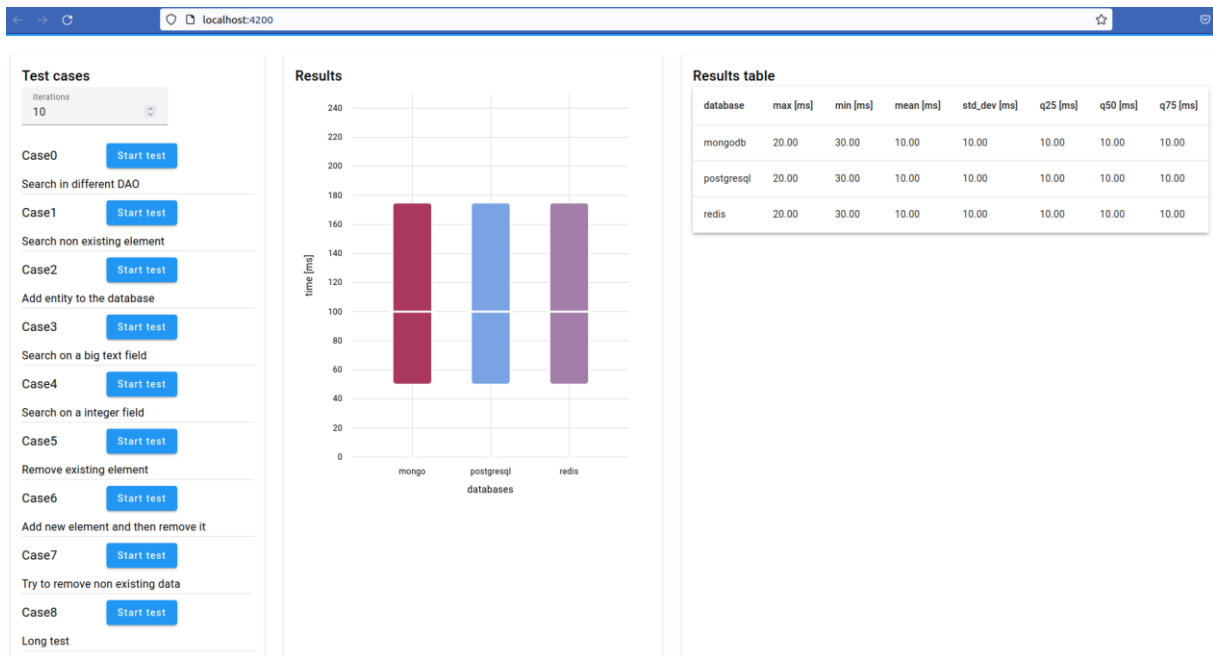 localhost:4200
Test cases
iterations
10
Case0 Start test
Search in different DAO
Case1 Start test
Search non existing element
Case2 Start test
Add entity to the database
Case3 Start test
Search on a big text field
Case4 Start test
Search on a integer field
Case5 Start test
Remove existing element
Case6 Start test
Add new element and then remove it
Case7 Start test
Try to remove non existing data
Case8 Start test
Long test
Results
240
220
200
180
160
140
120
100
80
60
40
20
0
time [ms]
mongo postgresql redis
databases
Results table
database max [ms] min [ms] mean [ms] std_dev [ms] q25 [ms] q50 [ms] q75 [ms]
mongodb 20.00 30.00 10.00 10.00 10.00 10.00 10.00
postgresql 20.00 30.00 10.00 10.00 10.00 10.00 10.00
redis 20.00 30.00 10.00 10.00 10.00 10.00 10.00